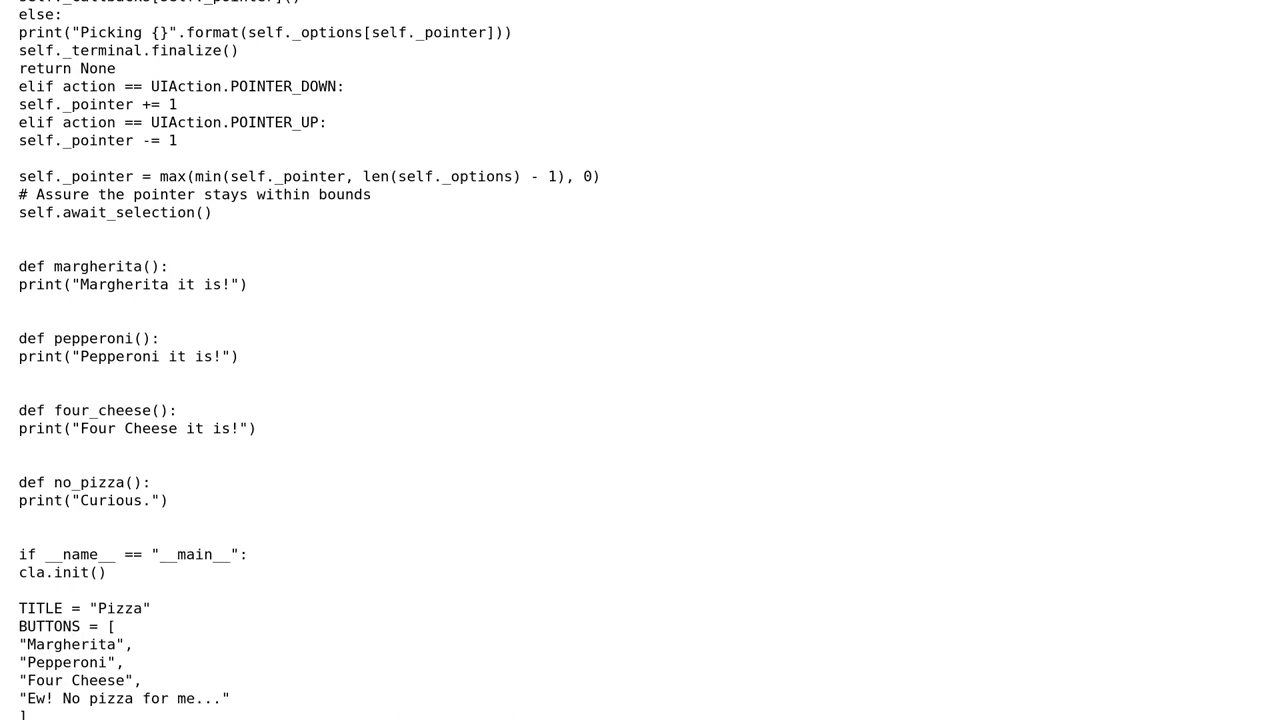 else:
print("Picking {}".format(self._options[self._pointer]))
self._terminal.finalize()
return None
elif action == UIAction.POINTER_DOWN:
self._pointer += 1
elif action == UIAction.POINTER_UP:
self._pointer -= 1

self._pointer = max(min(self._pointer, len(self._options) - 1), 0)
# Assure the pointer stays within bounds
self.await_selection()


def margherita():
print("Margherita it is!")


def pepperoni():
print("Pepperoni it is!")


def four_cheese():
print("Four Cheese it is!")


def no_pizza():
print("Curious.")


if __name__ == "__main__":
cla.init()

TITLE = "Pizza"
BUTTONS = [
"Margherita",
"Pepperoni",
"Four Cheese",
"Ew! No pizza for me..."
]